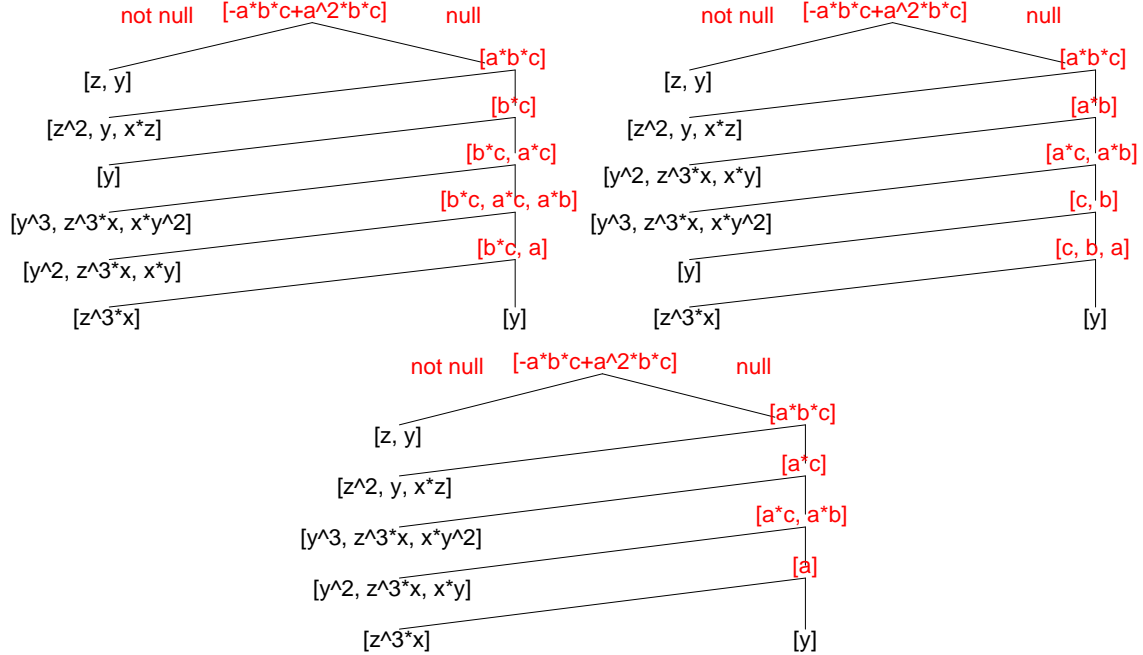 not null [-a*b*c+a^2*b*c] null
[a*b*c]
[z, y]
[b*c]
[z^2, y, x*z]
[b*c, a*c]
[y]
[b*c, a*c, a*b]
[y^3, z^3*x, x*y^2]
[b*c, a]
[y^2, z^3*x, x*y]
[z^3*x] [y]
not null [-a*b*c+a^2*b*c] null
[a*b*c]
[z, y]
[a*b]
[z^2, y, x*z]
[a*c, a*b]
[y^2, z^3*x, x*y]
[c, b]
[y^3, z^3*x, x*y^2]
[c, b, a]
[y]
[z^3*x] [y]
not null [-a*b*c+a^2*b*c] null
[a*b*c]
[z, y]
[a*c]
[z^2, y, x*z]
[a*c, a*b]
[y^3, z^3*x, x*y^2]
[a]
[y^2, z^3*x, x*y]
[z^3*x] [y]